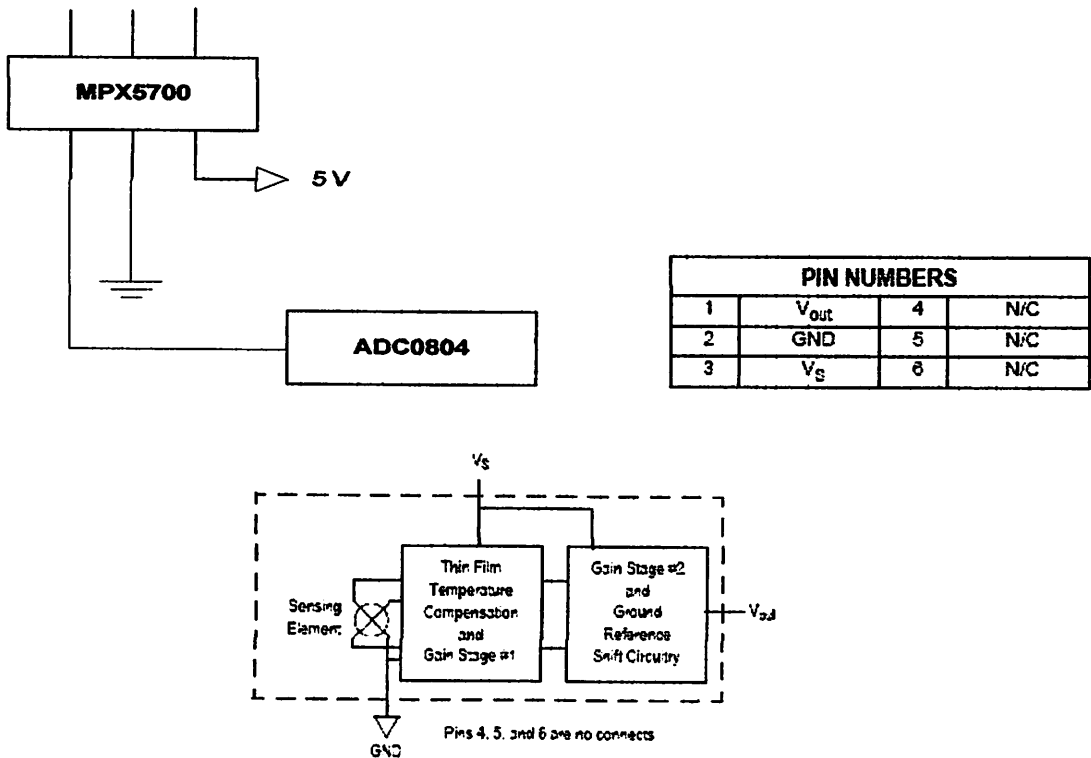 MPX5700
5 V
ADC0804
PIN NUMBERS
1 Vout 4 N/C
2 GND 5 N/C
3 VS 6 N/C
VS
Sensing
Element
Thin Film
Temperature
Compensation
and
Gain Stage #1
Gain Stage #2
and
Ground
Reference
Shift Circuitry
Vout
GND
Pins 4, 5, and 6 are no connects